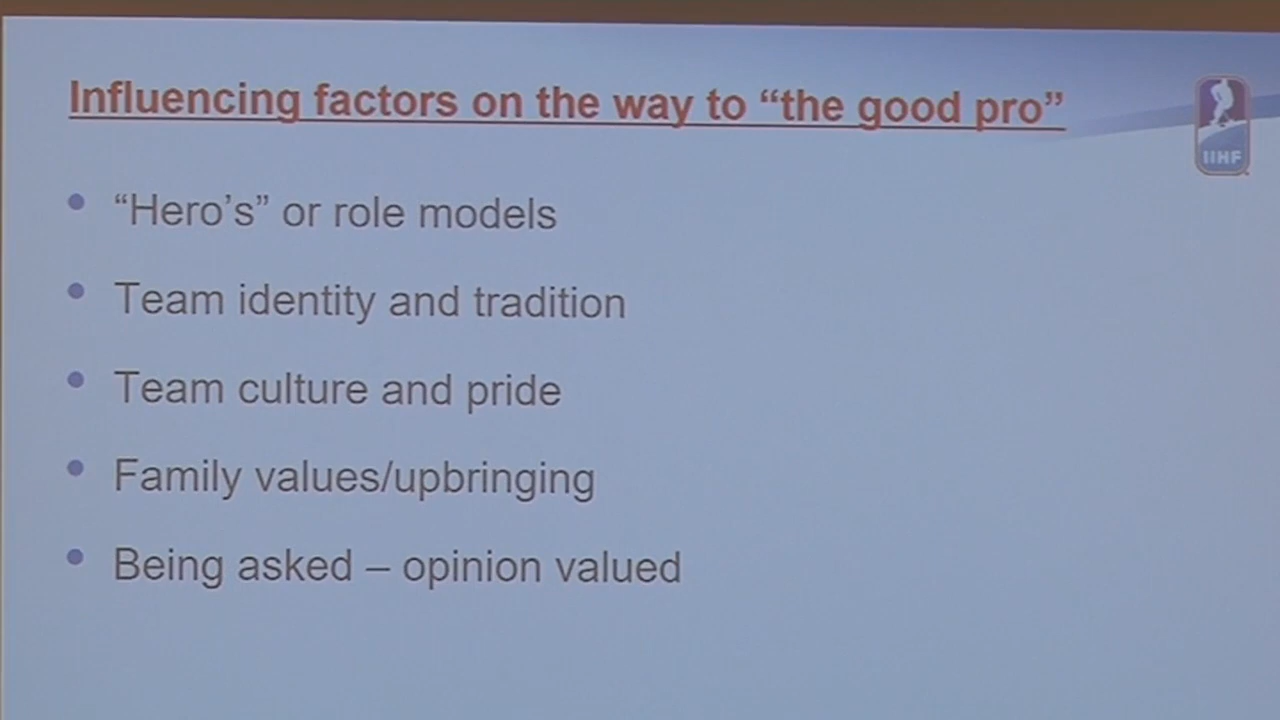 Influencing factors on the way to “the good pro”
IIHF
“Hero’s” or role models
Team identity and tradition
Team culture and pride
Family values/upbringing
Being asked – opinion valued